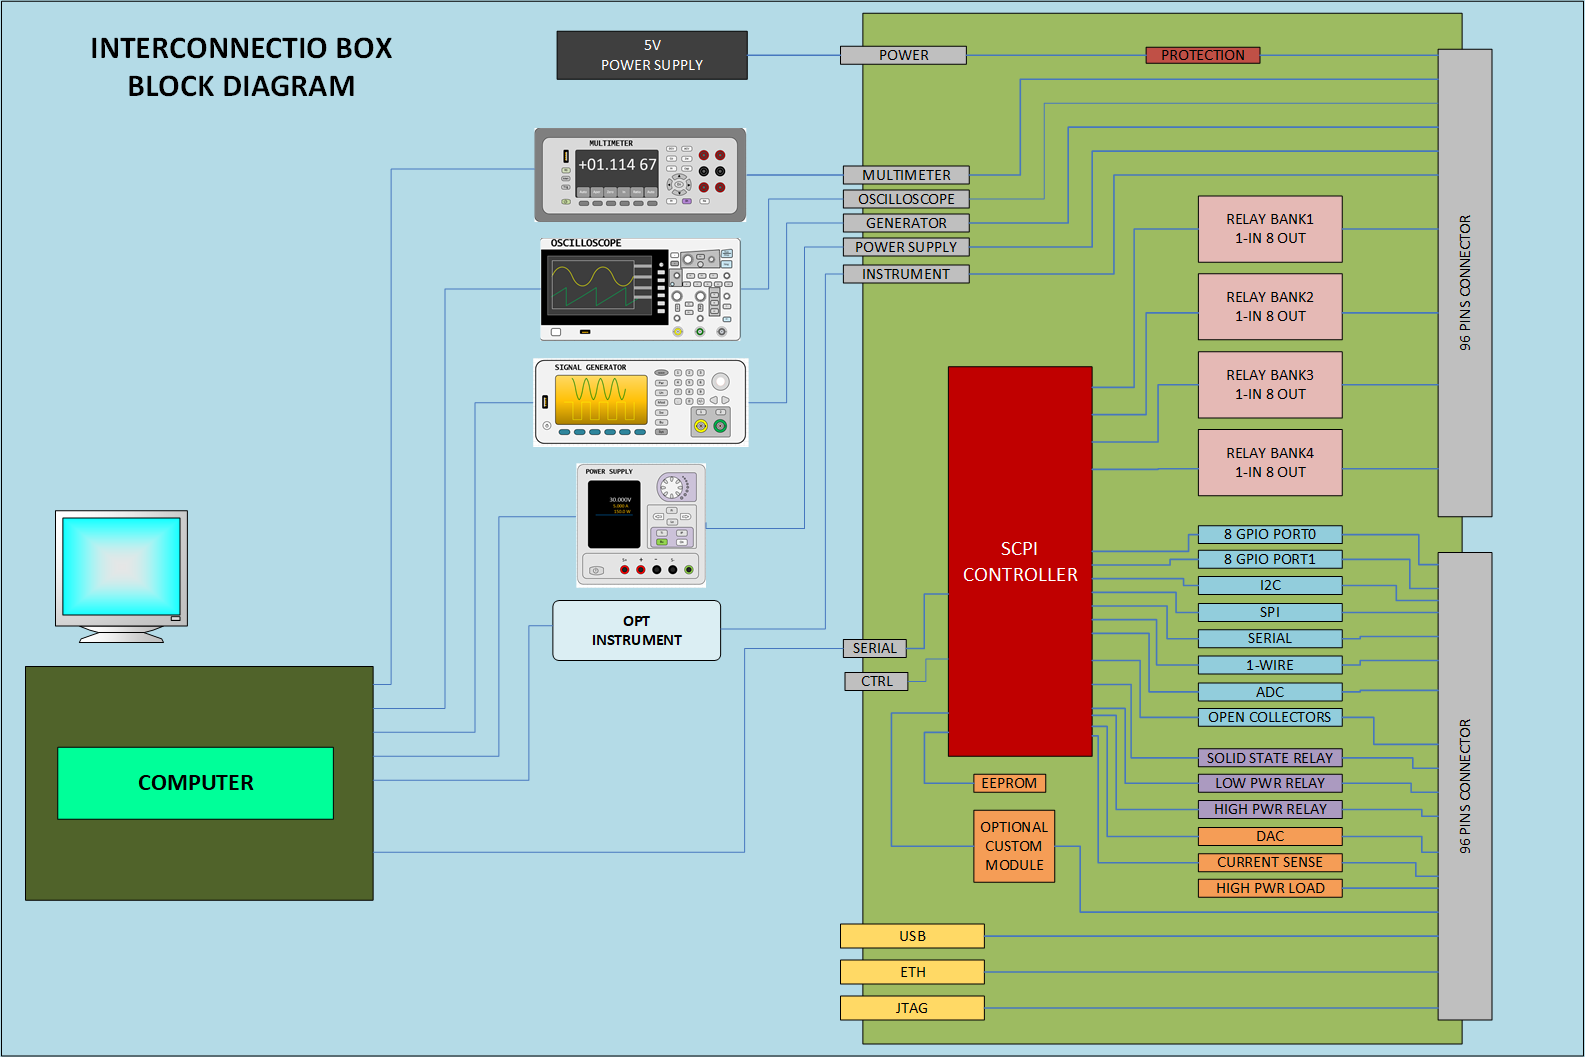 INTERCONNECTIO BOX
BLOCK DIAGRAM
5V
POWER SUPPLY
POWER
PROTECTION
MULTIMETER
+01.114 67
MULTIMETER
OSCILLOSCOPE
GENERATOR
POWER SUPPLY
INSTRUMENT
OSCILLOSCOPE
SIGNAL GENERATOR
POWER SUPPLY
30.000V
5.000 A
150.0 W
OPT
INSTRUMENT
COMPUTER
SERIAL
CTRL
SCPI
CONTROLLER
EEPROM
OPTIONAL
CUSTOM
MODULE
USB
ETH
JTAG
RELAY BANK1
1-IN 8 OUT
RELAY BANK2
1-IN 8 OUT
RELAY BANK3
1-IN 8 OUT
RELAY BANK4
1-IN 8 OUT
8 GPIO PORT0
8 GPIO PORT1
I2C
SPI
SERIAL
1-WIRE
ADC
OPEN COLLECTORS
SOLID STATE RELAY
LOW PWR RELAY
HIGH PWR RELAY
DAC
CURRENT SENSE
HIGH PWR LOAD
96 PINS CONNECTOR
96 PINS CONNECTOR